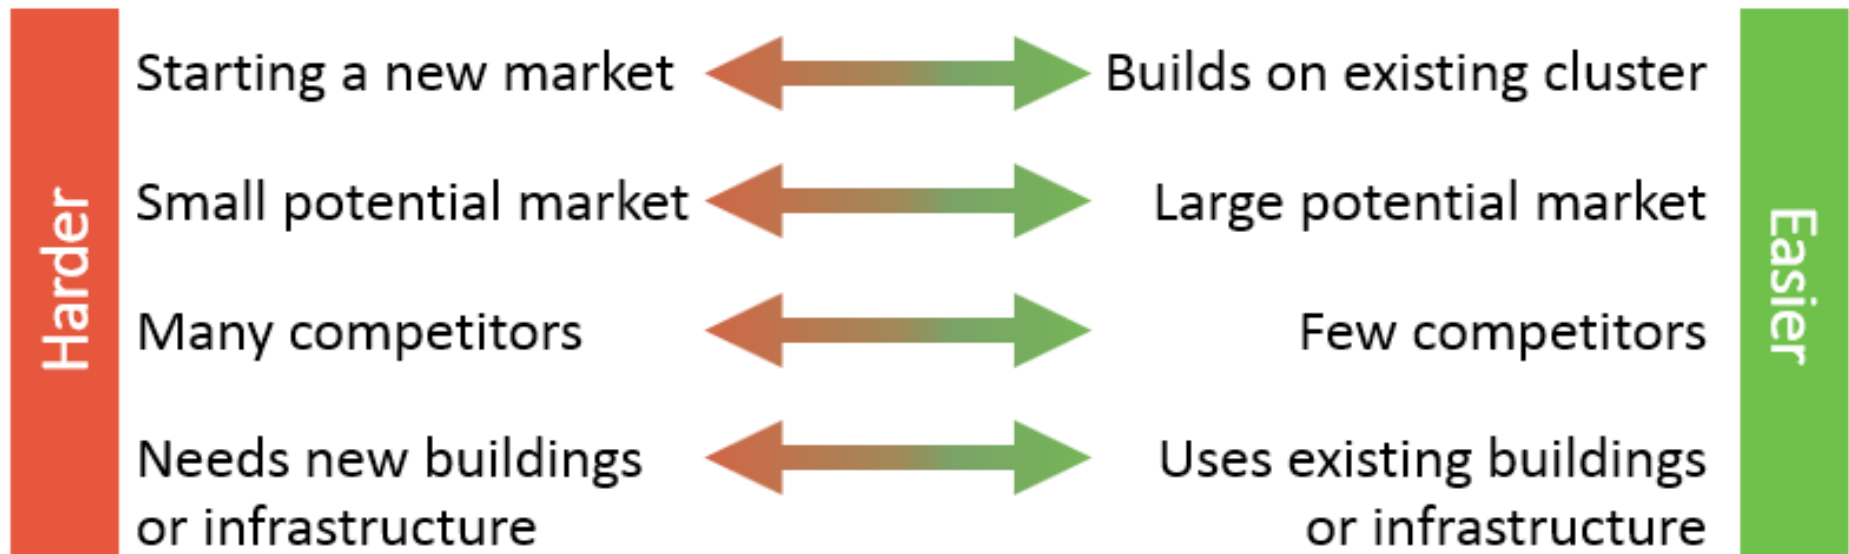 Harder
Starting a new market
Builds on existing cluster
Small potential market
Large potential market
Many competitors
Few competitors
Needs new buildings
or infrastructure
Uses existing buildings
or infrastructure
Easier